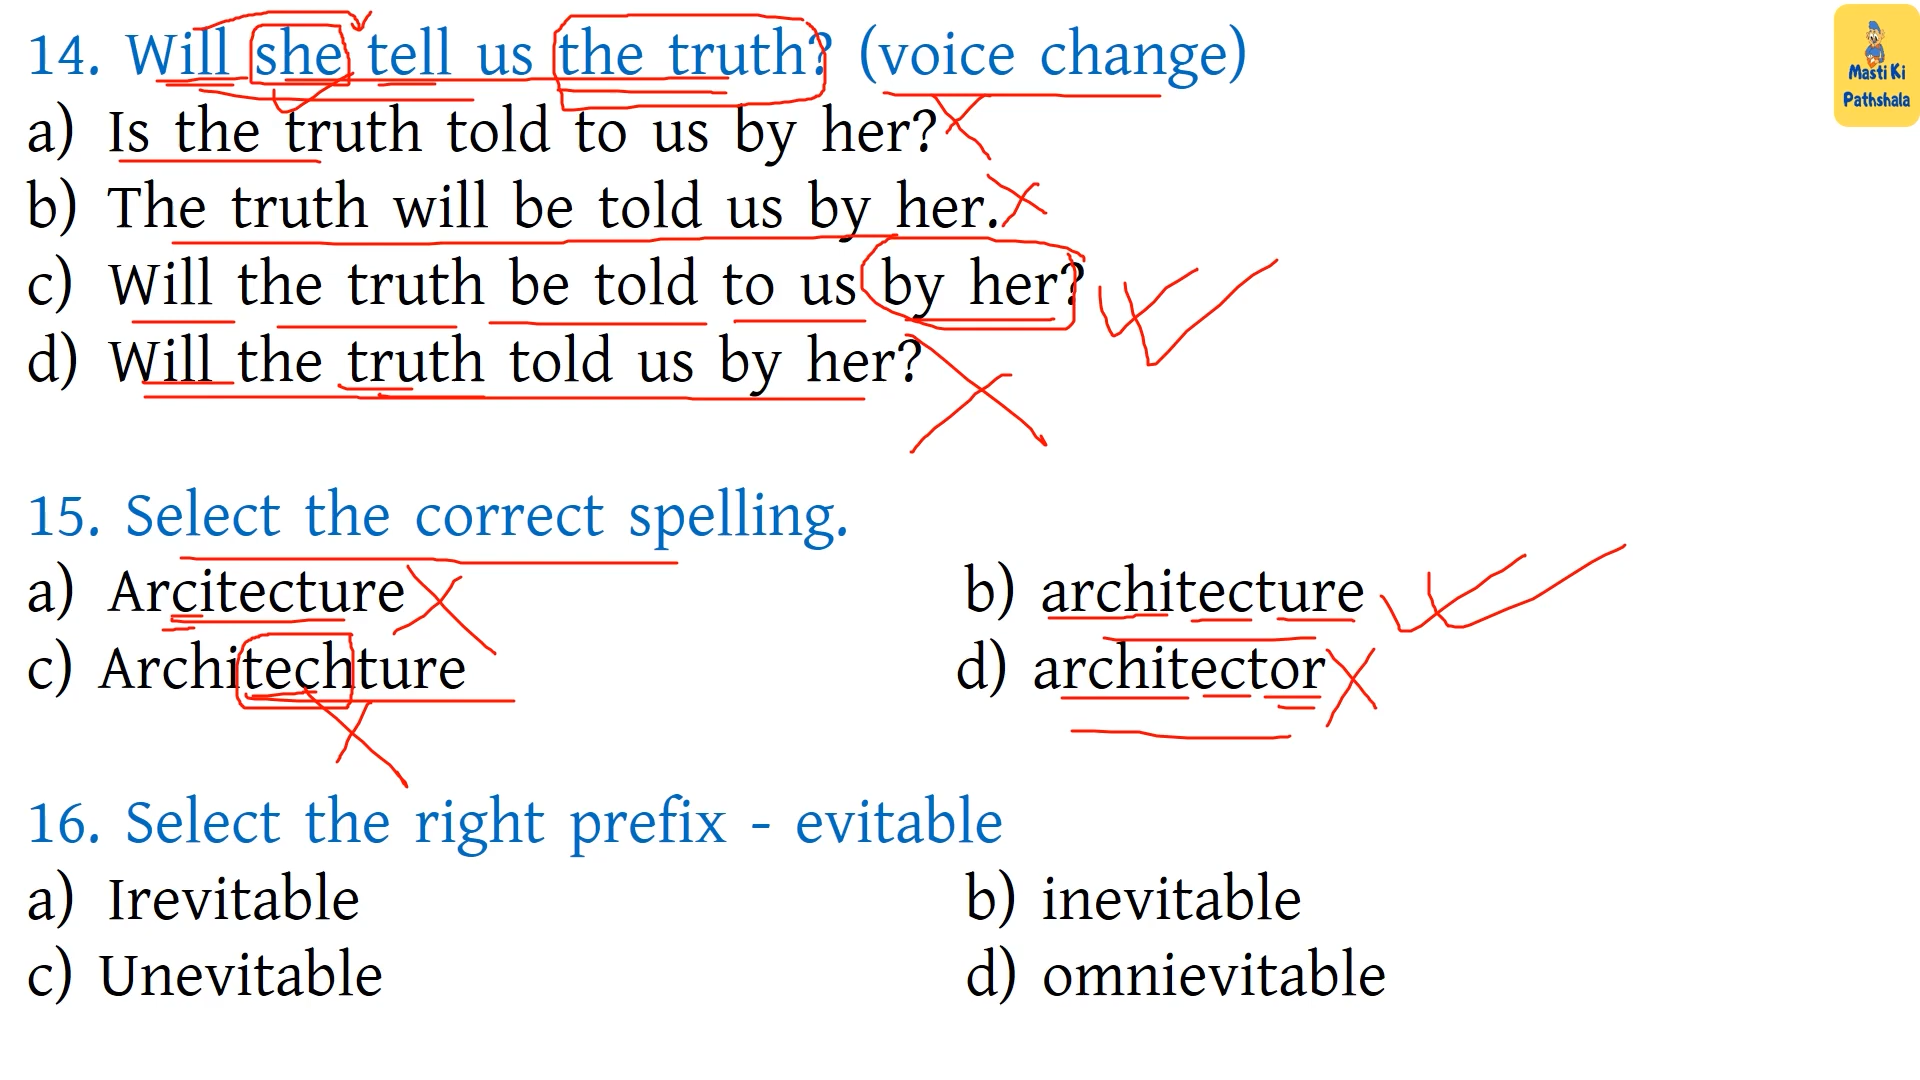 14. Will she tell us the truth? (voice change)
a) Is the truth told to us by her?
b) The truth will be told us by her.
c) Will the truth be told to us by her?
d) Will the truth told us by her?
15. Select the correct spelling.
a) Arcitecture b) architecture
c) Architechture d) architector
16. Select the right prefix - evitable
a) Irevitable b) inevitable
c) Unevitable d) omnievitable
Masti Ki
Pathshala